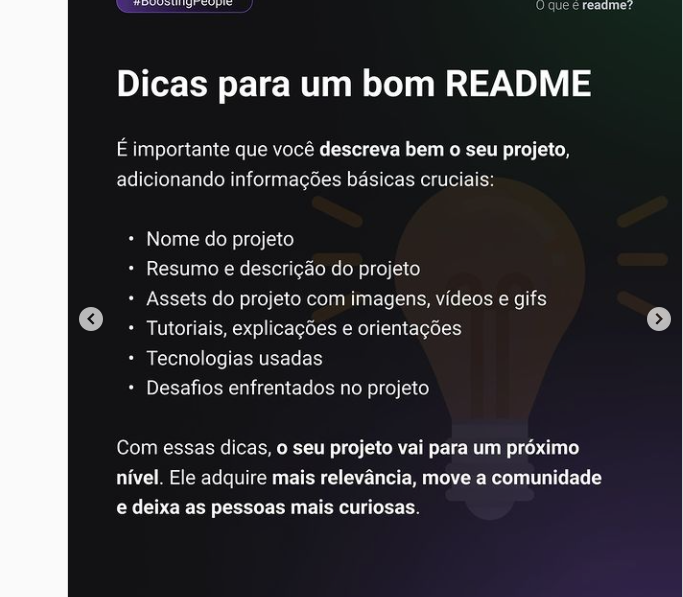 #BoostingPeople
O que é readme?
Dicas para um bom README
É importante que você descreva bem o seu projeto,
adicionando informações básicas cruciais:
• Nome do projeto
• Resumo e descrição do projeto
• Assets do projeto com imagens, vídeos e gifs
• Tutoriais, explicações e orientações
• Tecnologias usadas
• Desafios enfrentados no projeto
Com essas dicas, o seu projeto vai para um próximo
nível. Ele adquire mais relevância, move a comunidade
e deixa as pessoas mais curiosas.